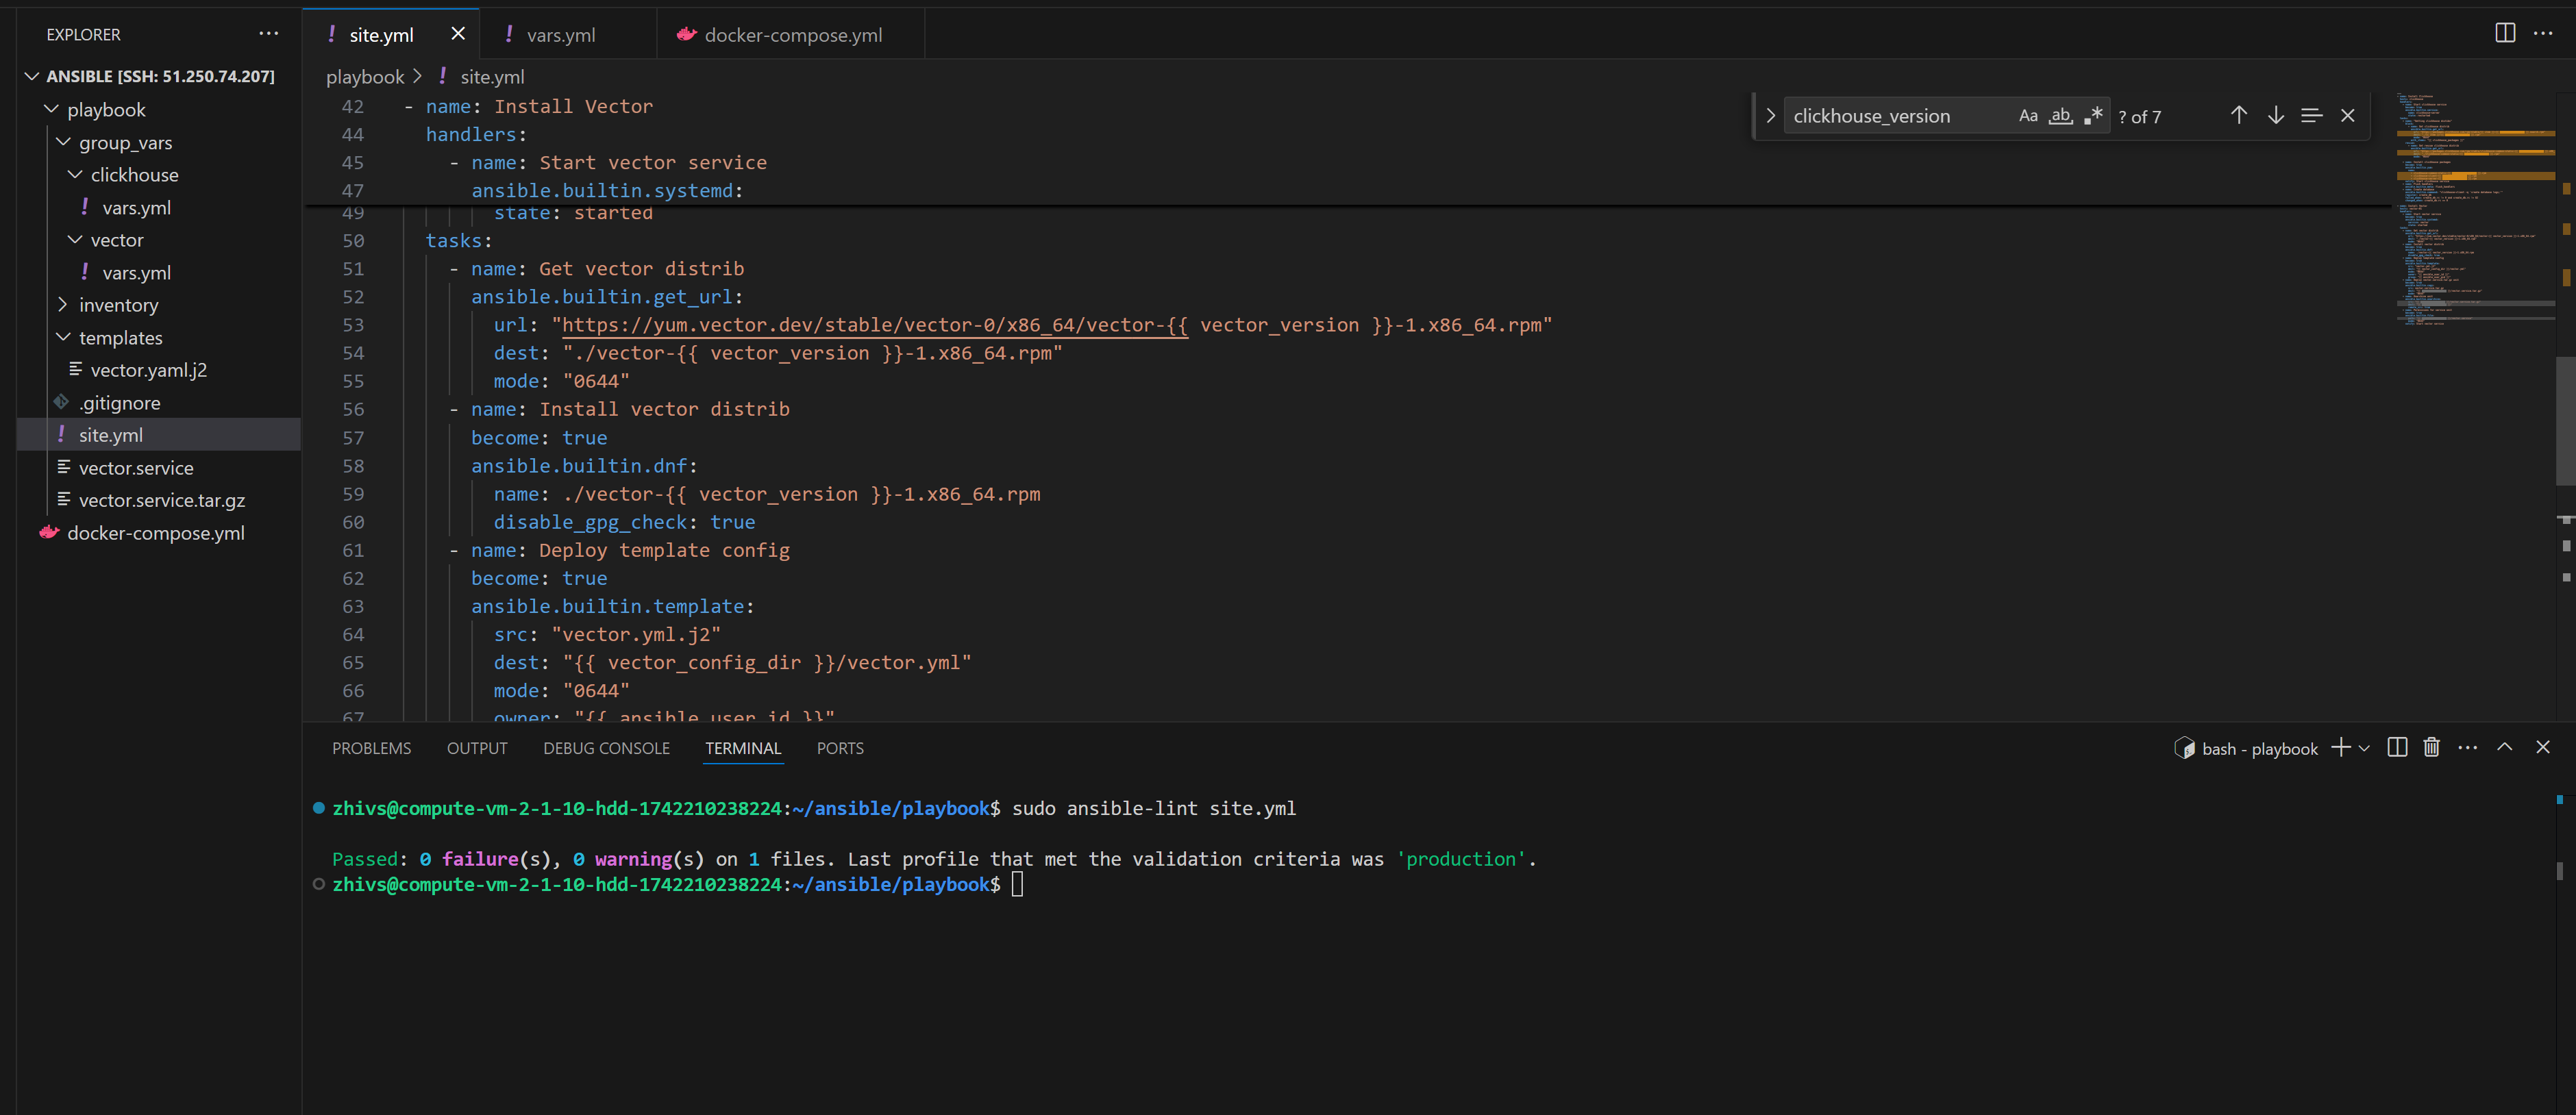 EXPLORER
ANSIBLE [SSH: 51.250.74.207]
playbook
group_vars
clickhouse
! vars.yml
vector
! vars.yml
inventory
templates
vector.yaml.j2
.gitignore
! site.yml
vector.service
vector.service.tar.gz
docker-compose.yml
! site.yml
! vars.yml
docker-compose.yml
playbook > ! site.yml
clickhouse_version Aa ab .* ? of 7
42 - name: Install Vector
44 handlers:
45 - name: Start vector service
47 ansible.builtin.systemd:
49 state: started
50 tasks:
51 - name: Get vector distrib
52 ansible.builtin.get_url:
53 url: "https://yum.vector.dev/stable/vector-0/x86_64/vector-{{ vector_version }}-1.x86_64.rpm"
54 dest: "./vector-{{ vector_version }}-1.x86_64.rpm"
55 mode: "0644"
56 - name: Install vector distrib
57 become: true
58 ansible.builtin.dnf:
59 name: ./vector-{{ vector_version }}-1.x86_64.rpm
60 disable_gpg_check: true
61 - name: Deploy template config
62 become: true
63 ansible.builtin.template:
64 src: "vector.yml.j2"
65 dest: "{{ vector_config_dir }}/vector.yml"
66 mode: "0644"
67 owner: "{{ ansible_user_id }}"
PROBLEMS OUTPUT DEBUG CONSOLE TERMINAL PORTS
bash - playbook
zhivs@compute-vm-2-1-10-hdd-1742210238224:~/ansible/playbook$ sudo ansible-lint site.yml
Passed: 0 failure(s), 0 warning(s) on 1 files. Last profile that met the validation criteria was 'production'.
zhivs@compute-vm-2-1-10-hdd-1742210238224:~/ansible/playbook$